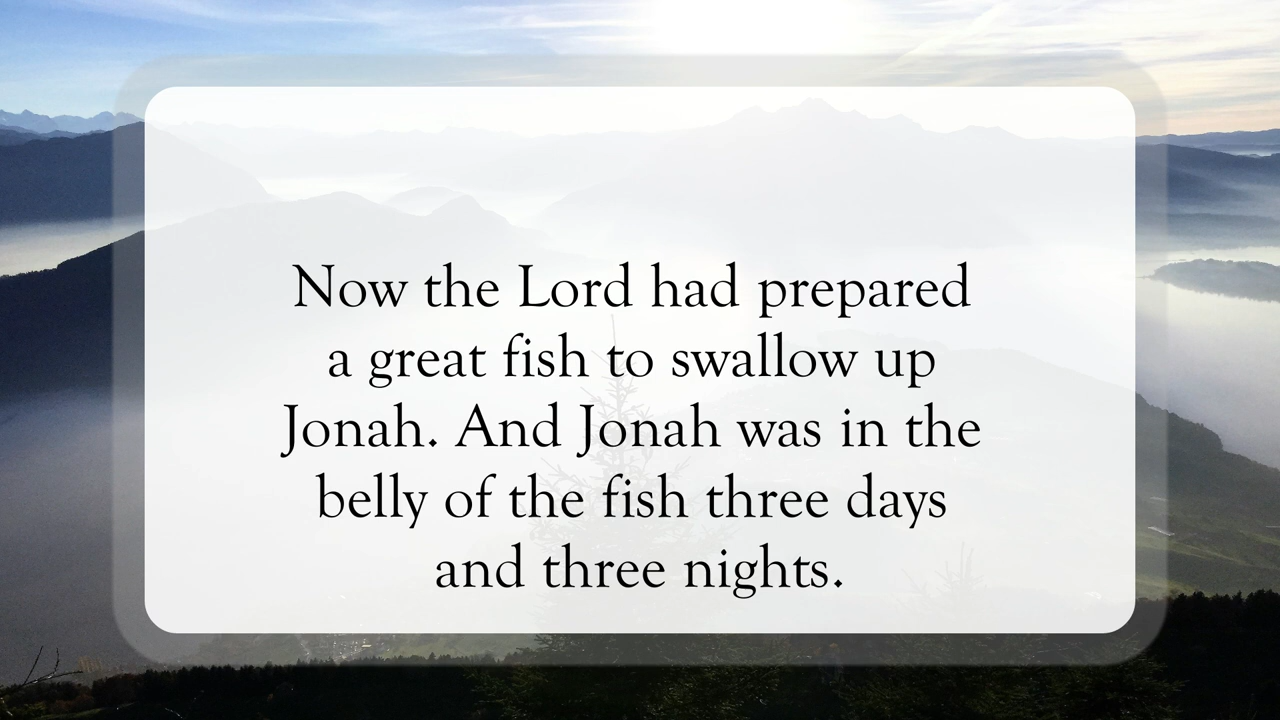 Now the Lord had prepared
a great fish to swallow up
Jonah. And Jonah was in the
belly of the fish three days
and three nights.